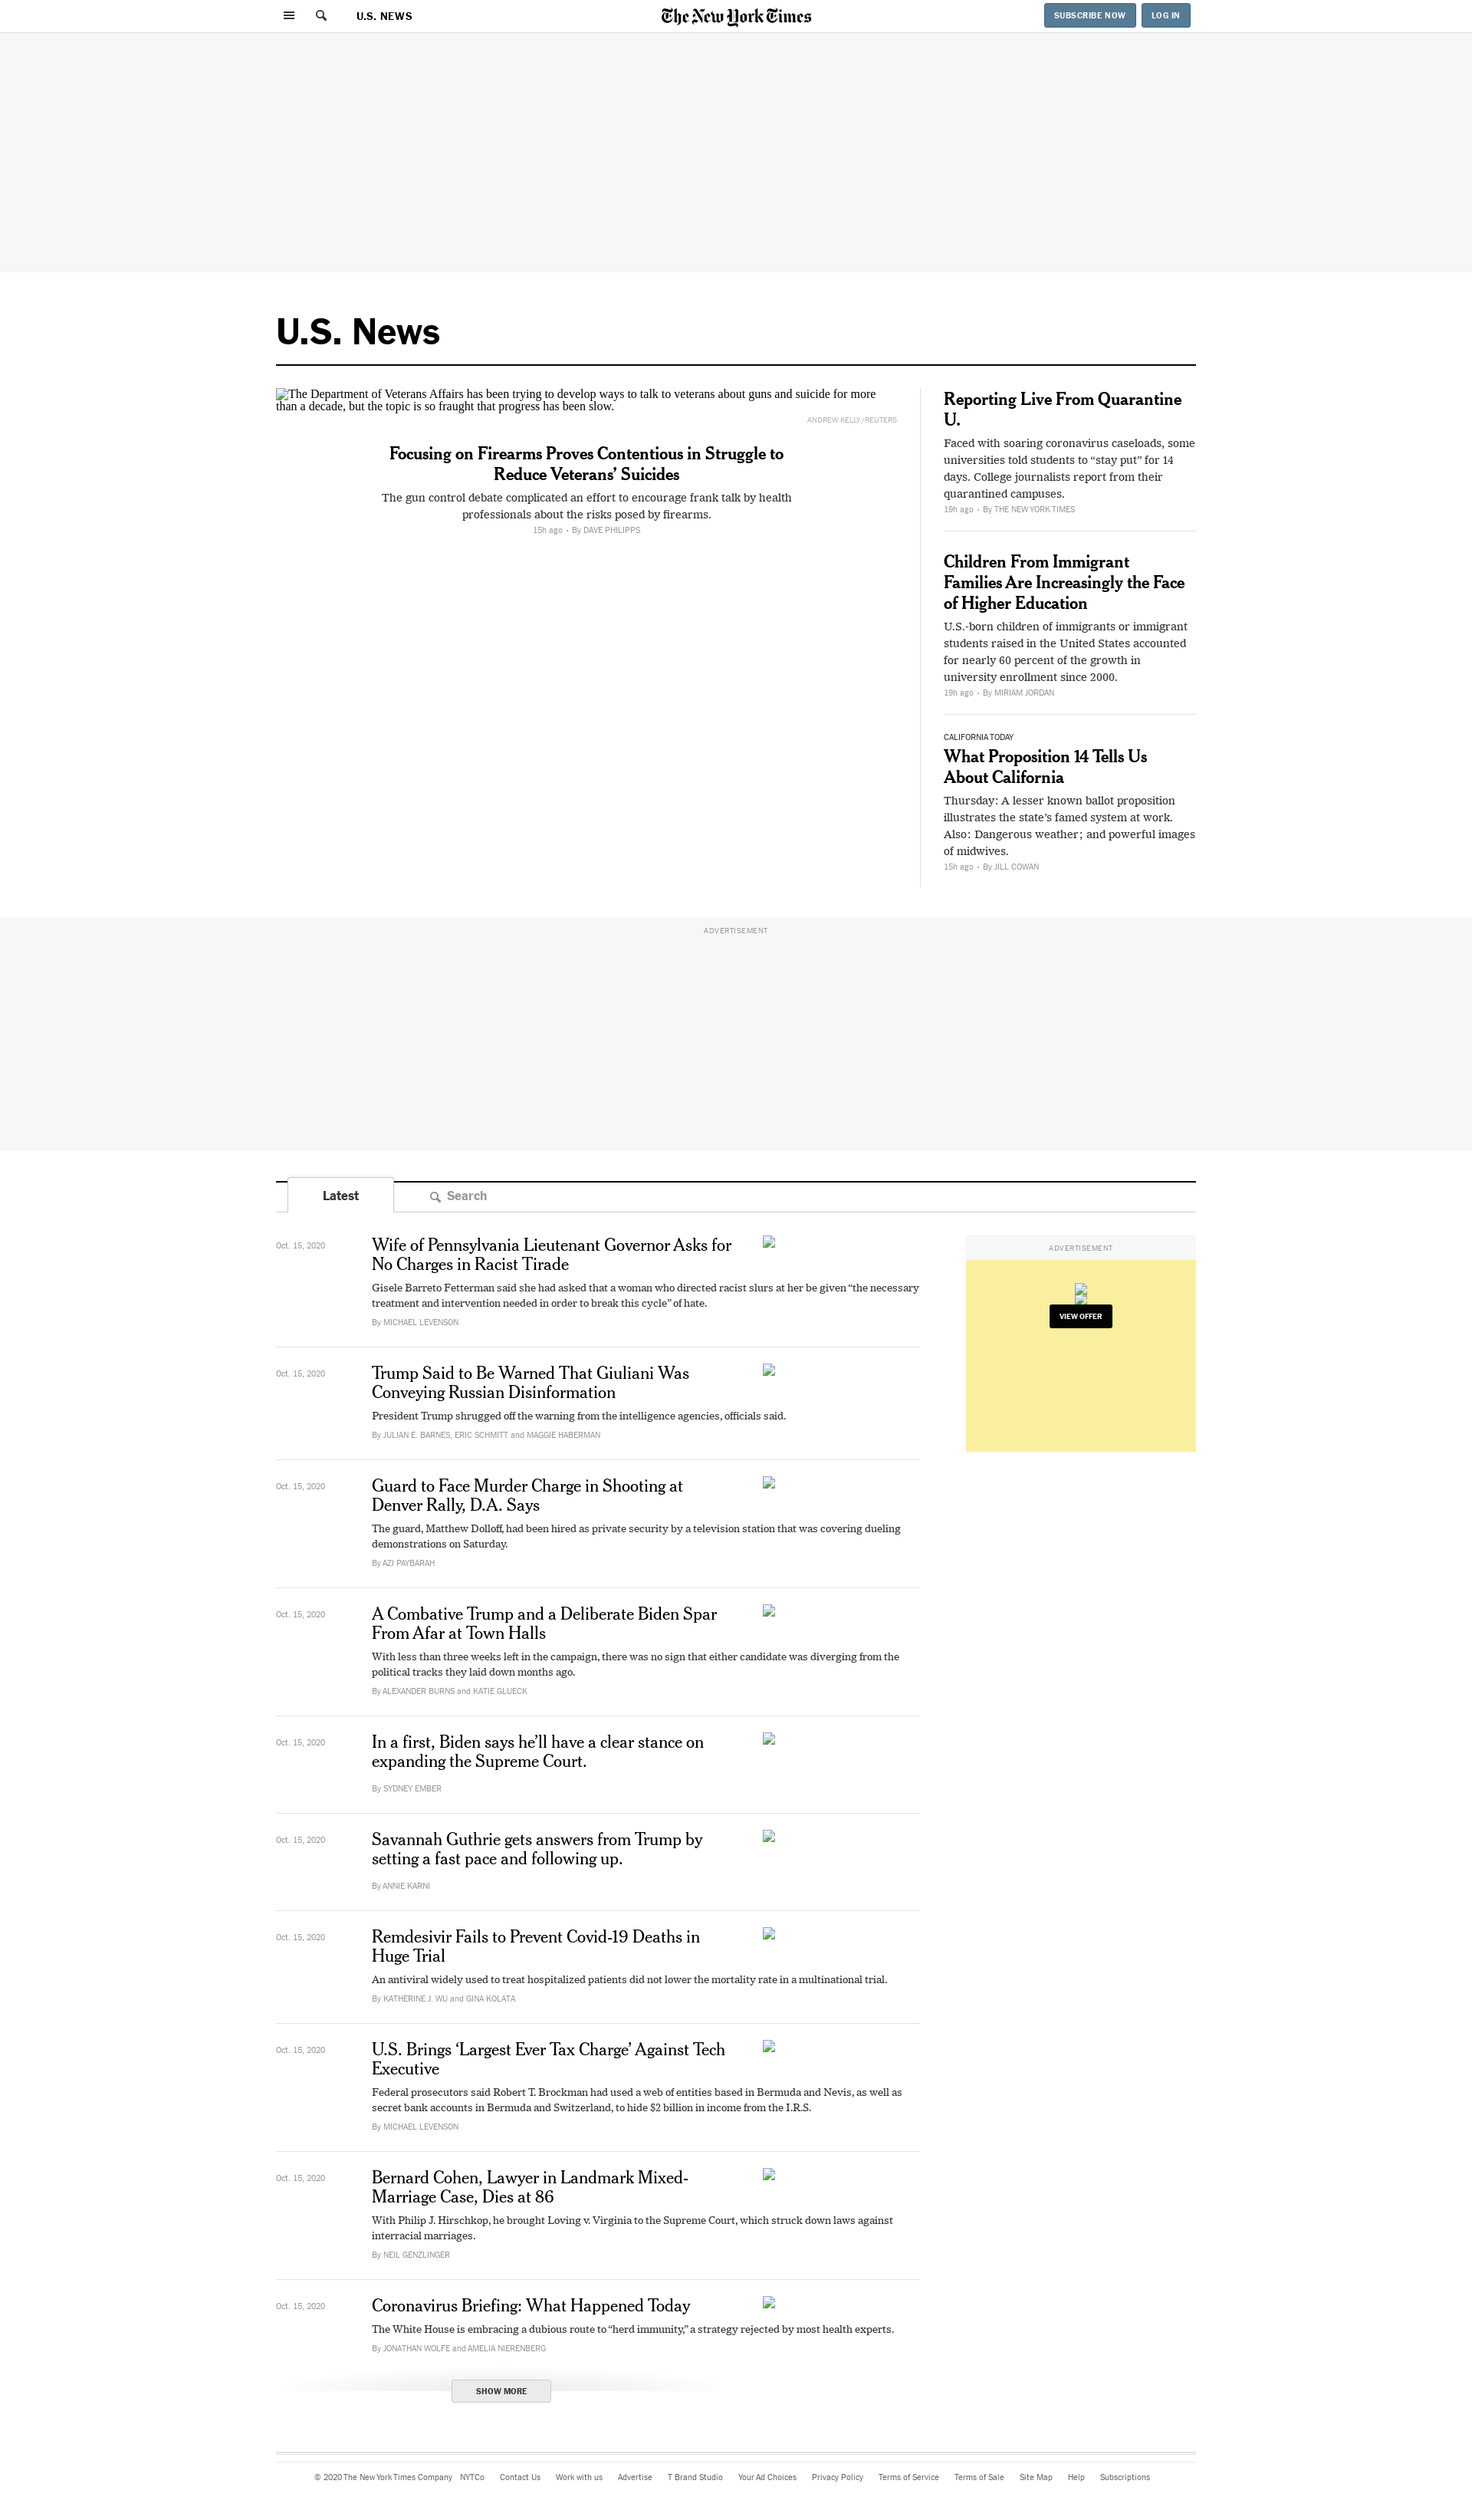 U.S. NEWS
The New York Times
SUBSCRIBE NOW
LOG IN
U.S. News
The Department of Veterans Affairs has been trying to develop ways to talk to veterans about guns and suicide for more
than a decade, but the topic is so fraught that progress has been slow.
ANDREW KELLY/REUTERS
Focusing on Firearms Proves Contentious in Struggle to
Reduce Veterans’ Suicides
The gun control debate complicated an effort to encourage frank talk by health
professionals about the risks posed by firearms.
15h ago • By DAVE PHILIPPS
Reporting Live From Quarantine
U.
Faced with soaring coronavirus caseloads, some
universities told students to “stay put” for 14
days. College journalists report from their
quarantined campuses.
19h ago • By THE NEW YORK TIMES
Children From Immigrant
Families Are Increasingly the Face
of Higher Education
U.S.-born children of immigrants or immigrant
students raised in the United States accounted
for nearly 60 percent of the growth in
university enrollment since 2000.
19h ago • By MIRIAM JORDAN
CALIFORNIA TODAY
What Proposition 14 Tells Us
About California
Thursday: A lesser known ballot proposition
illustrates the state’s famed system at work.
Also: Dangerous weather; and powerful images
of midwives.
15h ago • By JILL COWAN
ADVERTISEMENT
Latest
Search
Oct. 15, 2020
Wife of Pennsylvania Lieutenant Governor Asks for
No Charges in Racist Tirade
Gisele Barreto Fetterman said she had asked that a woman who directed racist slurs at her be given “the necessary
treatment and intervention needed in order to break this cycle” of hate.
By MICHAEL LEVENSON
ADVERTISEMENT
VIEW OFFER
Oct. 15, 2020
Trump Said to Be Warned That Giuliani Was
Conveying Russian Disinformation
President Trump shrugged off the warning from the intelligence agencies, officials said.
By JULIAN E. BARNES, ERIC SCHMITT and MAGGIE HABERMAN
Oct. 15, 2020
Guard to Face Murder Charge in Shooting at
Denver Rally, D.A. Says
The guard, Matthew Dolloff, had been hired as private security by a television station that was covering dueling
demonstrations on Saturday.
By AZI PAYBARAH
Oct. 15, 2020
A Combative Trump and a Deliberate Biden Spar
From Afar at Town Halls
With less than three weeks left in the campaign, there was no sign that either candidate was diverging from the
political tracks they laid down months ago.
By ALEXANDER BURNS and KATIE GLUECK
Oct. 15, 2020
In a first, Biden says he’ll have a clear stance on
expanding the Supreme Court.
By SYDNEY EMBER
Oct. 15, 2020
Savannah Guthrie gets answers from Trump by
setting a fast pace and following up.
By ANNIE KARNI
Oct. 15, 2020
Remdesivir Fails to Prevent Covid-19 Deaths in
Huge Trial
An antiviral widely used to treat hospitalized patients did not lower the mortality rate in a multinational trial.
By KATHERINE J. WU and GINA KOLATA
Oct. 15, 2020
U.S. Brings ‘Largest Ever Tax Charge’ Against Tech
Executive
Federal prosecutors said Robert T. Brockman had used a web of entities based in Bermuda and Nevis, as well as
secret bank accounts in Bermuda and Switzerland, to hide $2 billion in income from the I.R.S.
By MICHAEL LEVENSON
Oct. 15, 2020
Bernard Cohen, Lawyer in Landmark Mixed-
Marriage Case, Dies at 86
With Philip J. Hirschkop, he brought Loving v. Virginia to the Supreme Court, which struck down laws against
interracial marriages.
By NEIL GENZLINGER
Oct. 15, 2020
Coronavirus Briefing: What Happened Today
The White House is embracing a dubious route to “herd immunity,” a strategy rejected by most health experts.
By JONATHAN WOLFE and AMELIA NIERENBERG
SHOW MORE
© 2020 The New York Times Company NYTCo Contact Us Work with us Advertise T Brand Studio Your Ad Choices Privacy Policy Terms of Service Terms of Sale Site Map Help Subscriptions